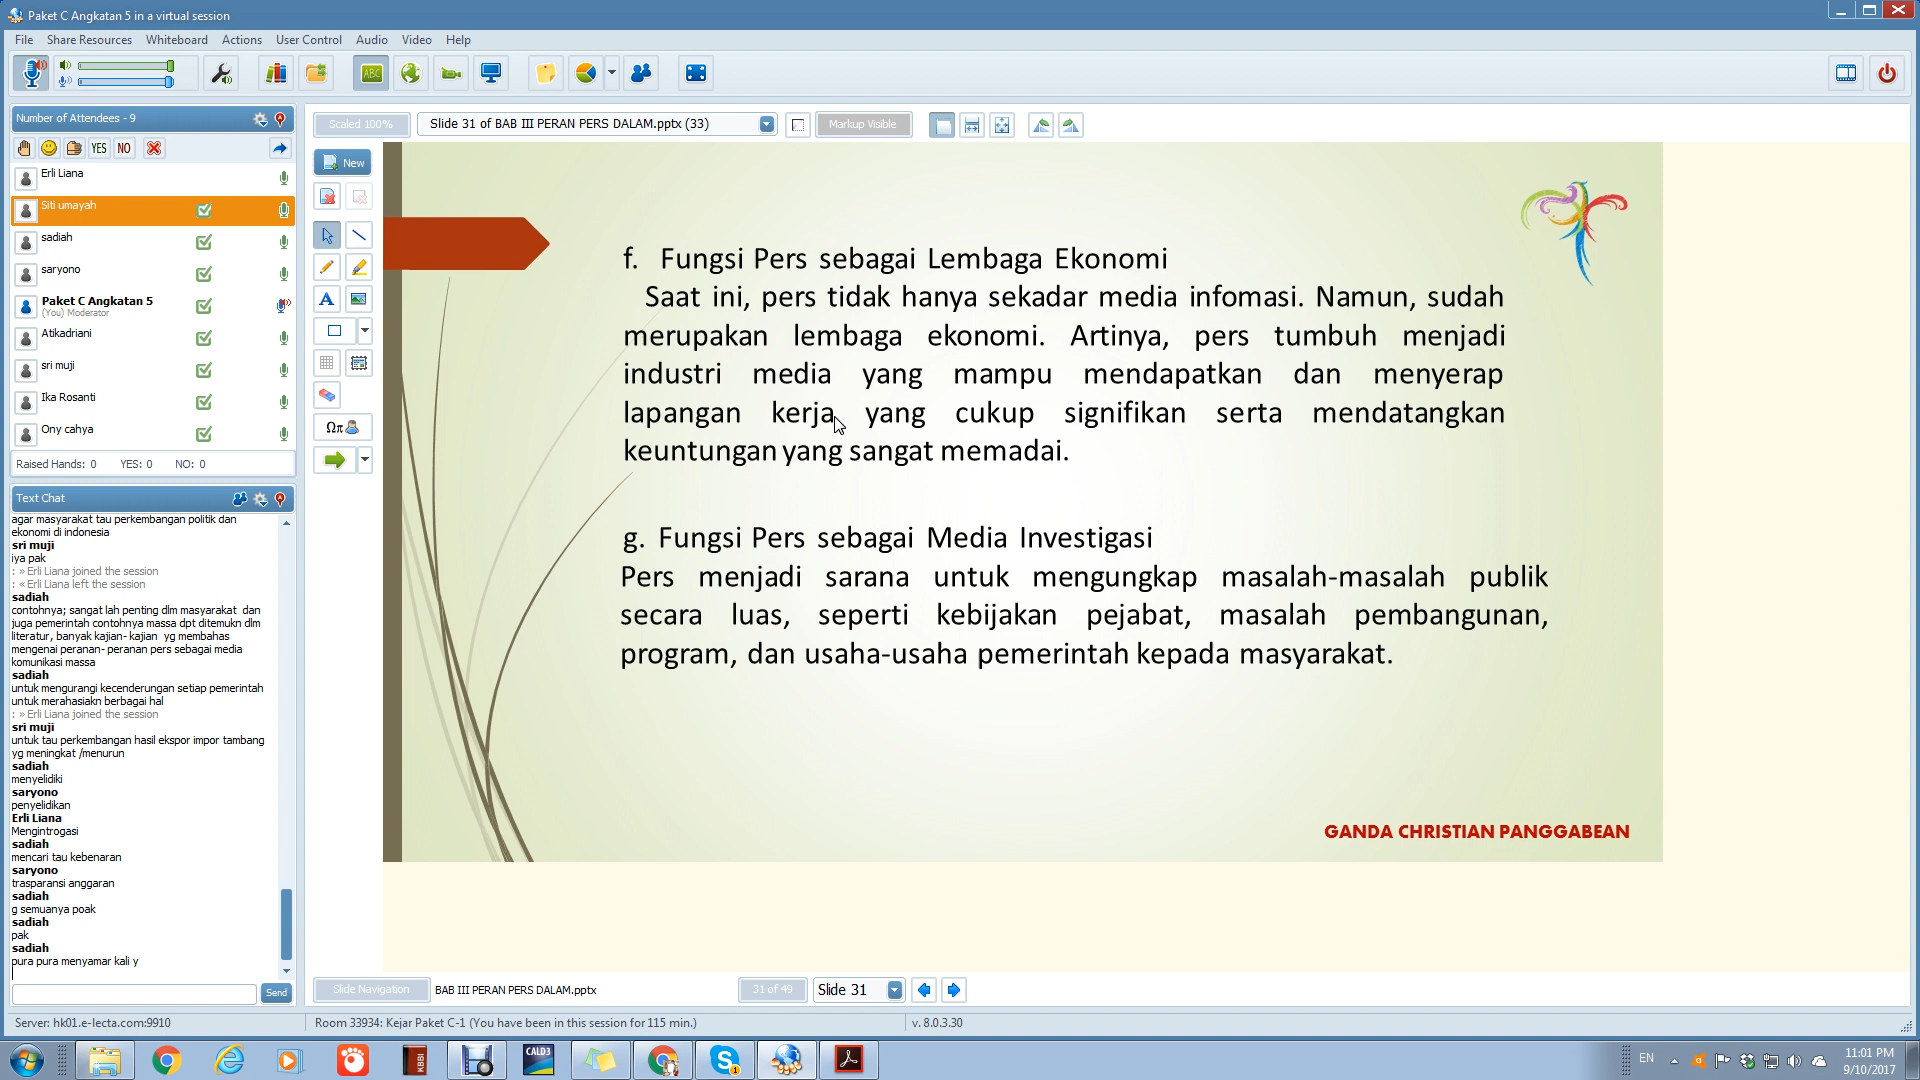 Paket C Angkatan 5 in a virtual session
File Share Resources Whiteboard Actions User Control Audio Video Help
ABC
Number of Attendees - 9
YES NO
Erli Liana
Siti umayah
sadiah
saryono
Paket C Angkatan 5
(You) Moderator
Atikadriani
sri muji
Ika Rosanti
Ony cahya
Raised Hands: 0 YES: 0 NO: 0
Text Chat
agar masyarakat tau perkembangan politik dan
ekonomi di indonesia
sri muji
iya pak
: » Erli Liana joined the session
: « Erli Liana left the session
sadiah
contohnya; sangat lah penting dlm masyarakat dan
juga pemerintah contohnya massa dpt ditemukn dlm
literatur, banyak kajian- kajian yg membahas
mengenai peranan- peranan pers sebagai media
komunikasi massa
sadiah
untuk mengurangi kecenderungan setiap pemerintah
untuk merahasiakn berbagai hal
: » Erli Liana joined the session
sri muji
untuk tau perkembangan hasil ekspor impor tambang
yg meningkat /menurun
sadiah
menyelidiki
saryono
penyelidikan
Erli Liana
Mengintrogasi
sadiah
mencari tau kebenaran
saryono
trasparansi anggaran
sadiah
g semuanya poak
sadiah
pak
sadiah
pura pura menyamar kali y
Send
Scaled 100% Slide 31 of BAB III PERAN PERS DALAM.pptx (33) Markup Visible
New
A
Ωπ
f. Fungsi Pers sebagai Lembaga Ekonomi
Saat ini, pers tidak hanya sekadar media infomasi. Namun, sudah
merupakan lembaga ekonomi. Artinya, pers tumbuh menjadi
industri media yang mampu mendapatkan dan menyerap
lapangan kerja yang cukup signifikan serta mendatangkan
keuntungan yang sangat memadai.
g. Fungsi Pers sebagai Media Investigasi
Pers menjadi sarana untuk mengungkap masalah-masalah publik
secara luas, seperti kebijakan pejabat, masalah pembangunan,
program, dan usaha-usaha pemerintah kepada masyarakat.
GANDA CHRISTIAN PANGGABEAN
Slide Navigation BAB III PERAN PERS DALAM.pptx 31 of 49 Slide 31
Server: hk01.e-lecta.com:9910 Room 33934: Kejar Paket C-1 (You have been in this session for 115 min.) v. 8.0.3.30
KBBI CALD3 EN 11:01 PM
9/10/2017